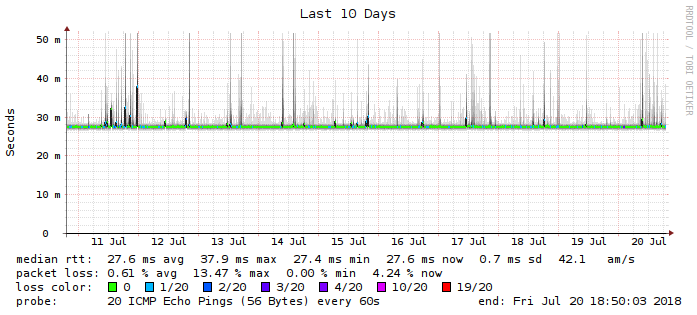 Last 10 Days
RRDTOOL / TOBI OETIKER
Seconds
50 m
40 m
30 m
20 m
10 m
0
11 Jul 12 Jul 13 Jul 14 Jul 15 Jul 16 Jul 17 Jul 18 Jul 19 Jul 20 Jul
median rtt: 27.6 ms avg 37.9 ms max 27.4 ms min 27.6 ms now 0.7 ms sd 42.1 am/s
packet loss: 0.61 % avg 13.47 % max 0.00 % min 4.24 % now
loss color: 0 1/20 2/20 3/20 4/20 10/20 19/20
probe: 20 ICMP Echo Pings (56 Bytes) every 60s end: Fri Jul 20 18:50:03 2018